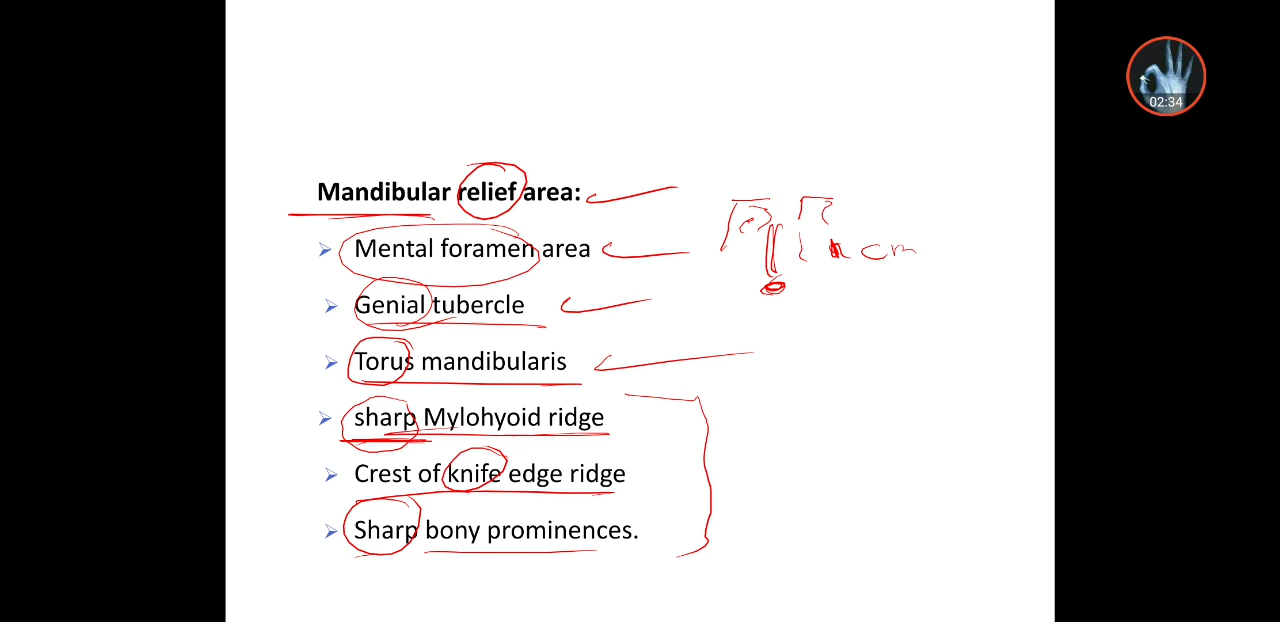 02:34
Mandibular relief area:
Mental foramen area
cm
Genial tubercle
Torus mandibularis
sharp Mylohyoid ridge
Crest of knife edge ridge
Sharp bony prominences.